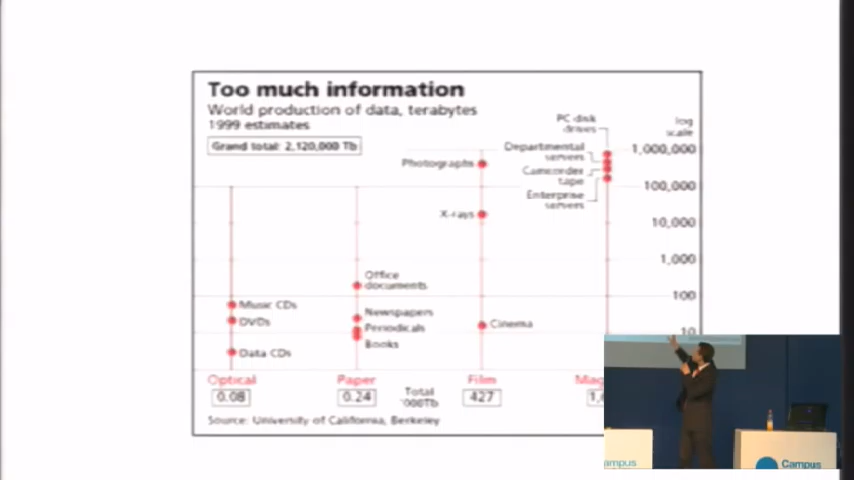 Too much information
World production of data, terabytes
1999 estimates
Grand total: 2,120,000 Tb
PC disk
drives
log
scale
Departmental
servers
1,000,000
Photographs
Camcorder
tape
100,000
Enterprise
servers
X-rays
10,000
1,000
Office
documents
100
Music CDs
Newspapers
DVDs
Periodicals
Cinema
10
Books
Data CDs
Optical
Paper
Total
'000Tb
Film
Mag
0.08
0.24
427
1,
Source: University of California, Berkeley
ampus
Campus